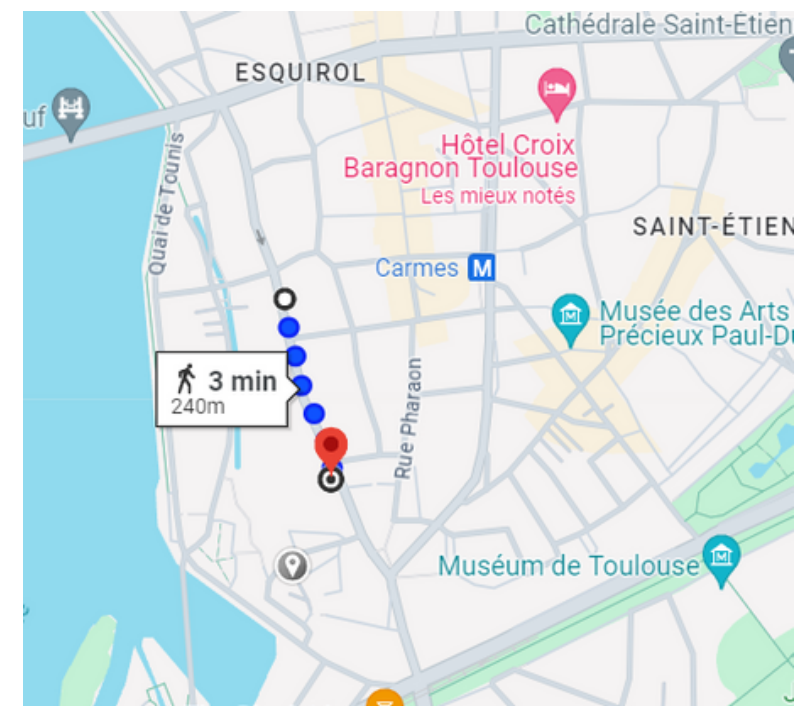 Cathédrale Saint-Étien
ESQUIROL
uf
Hôtel Croix
Baragnon Toulouse
Les mieux notés
Quai de Tounis
SAINT-ÉTIEN
Carmes M
Musée des Arts
Précieux Paul-Du
3 min
240m
Rue Pharaon
Muséum de Toulouse
J